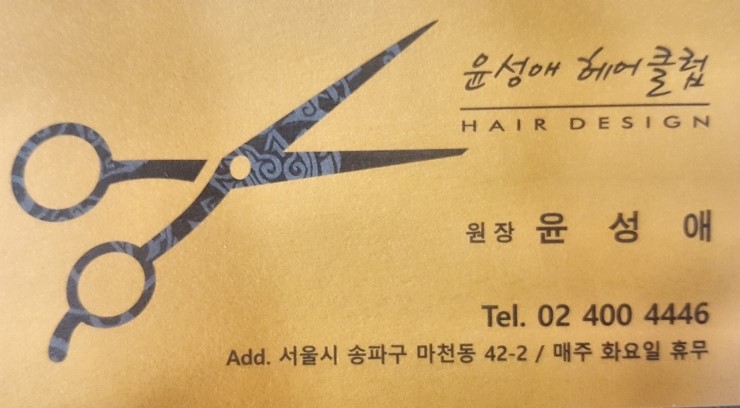 윤성애 헤어클럽
HAIR DESIGN
원장 윤 성 애
Tel. 02 400 4446
Add. 서울시 송파구 마천동 42-2 / 매주 화요일 휴무